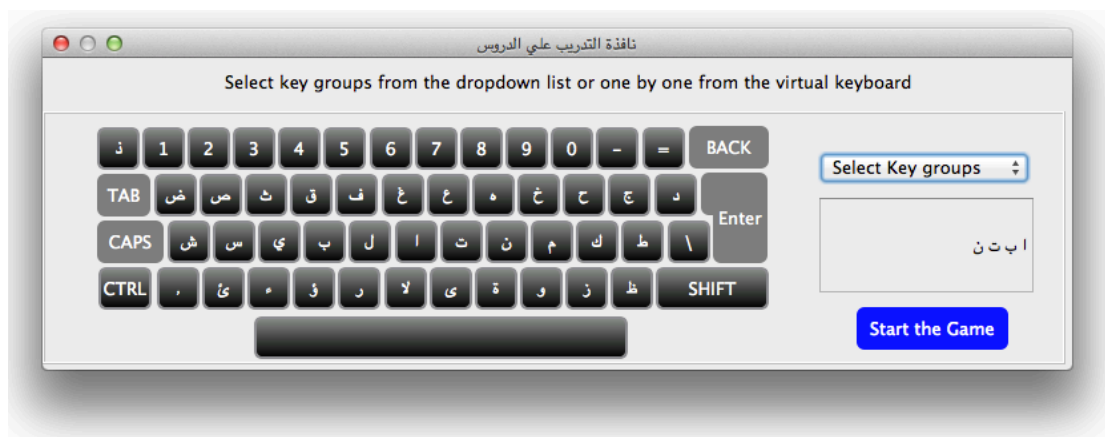 نافذة التدريب علي الدروس
Select key groups from the dropdown list or one by one from the virtual keyboard
ذ 1 2 3 4 5 6 7 8 9 0 - = BACK
TAB ض ص ث ق ف غ ع ه خ ح ج د Enter
CAPS ش س ي ب ل ا ت ن م ك ط \
CTRL , ئ ء ؤ ر لا ى ة و ز ظ SHIFT
Select Key groups
ا ب ت ن
Start the Game